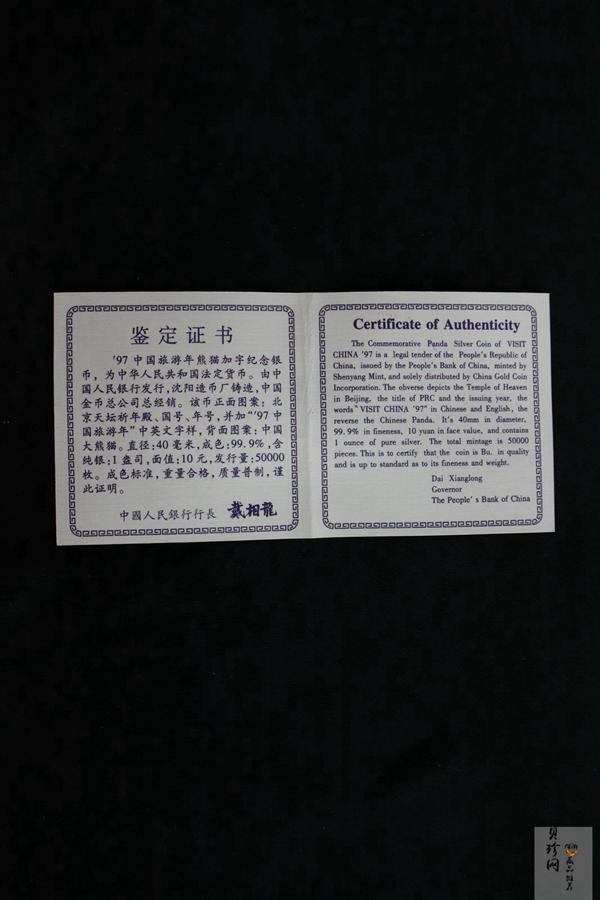 鉴定证书
'97中国旅游年熊猫加字纪念银
币，为中华人民共和国法定货币。由中
国人民银行发行，沈阳造币厂铸造，中国
金币总公司总经销。该币正面图案：北
京天坛祈年殿、国号、年号，并加"'97中
国旅游年"中英文字样，背面图案：中国
大熊猫。直径：40毫米，成色：99.9%，含
纯银：1盎司，面值：10元，发行量：50000
枚。成色标准，重量合格，质量普制，谨
此证明。
中國人民銀行行長 戴相龍
Certificate of Authenticity
The Commemorative Panda Silver Coin of VISIT
CHINA '97 is a legal tender of the People's Republic of
China, issued by the People's Bank of China, minted by
Shenyang Mint, and solely distributed by China Gold Coin
Incorporation. The obverse depicts the Temple of Heaven
in Beijing, the title of PRC and the issuing year, the
words "VISIT CHINA '97" in Chinese and English, the
reverse the Chinese Panda. It's 40mm in diameter,
99.9% in fineness, 10 yuan in face value, and contains
1 ounce of pure silver. The total mintage is 50000
pieces. This is to certify that the coin is Bu. in quality
and is up to standard as to its fineness and weight.
Dai Xianglong
Governor
The People's Bank of China
贝珍网